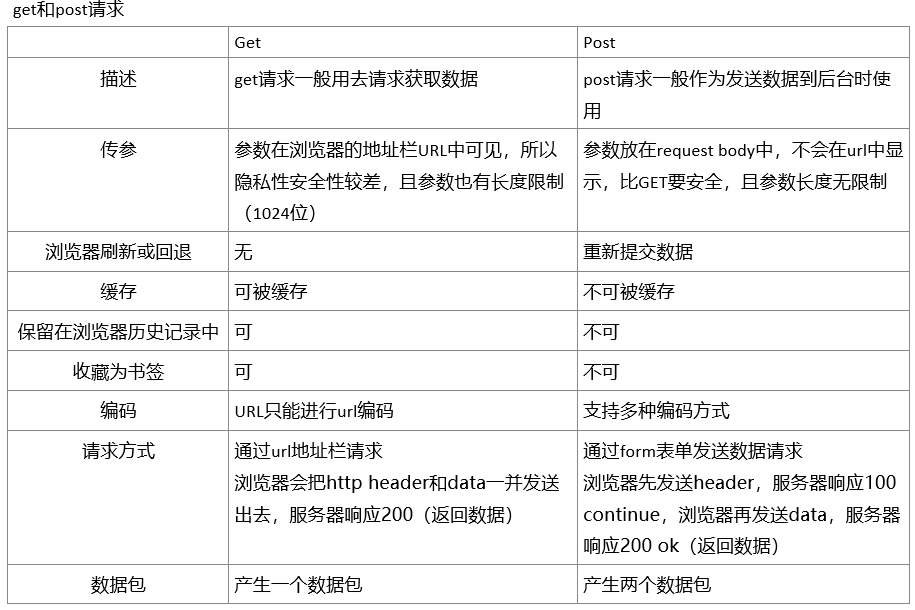 get和post请求
Get
Post
描述
get请求一般用去请求获取数据
post请求一般作为发送数据到后台时使
用
传参
参数在浏览器的地址栏URL中可见，所以
隐私性安全性较差，且参数也有长度限制
（1024位）
参数放在request body中，不会在url中显
示，比GET要安全，且参数长度无限制
浏览器刷新或回退
无
重新提交数据
缓存
可被缓存
不可被缓存
保留在浏览器历史记录中
可
不可
收藏为书签
可
不可
编码
URL只能进行url编码
支持多种编码方式
请求方式
通过url地址栏请求
浏览器会把http header和data一并发送
出去，服务器响应200（返回数据）
通过form表单发送数据请求
浏览器先发送header，服务器响应100
continue，浏览器再发送data，服务器
响应200 ok（返回数据）
数据包
产生一个数据包
产生两个数据包